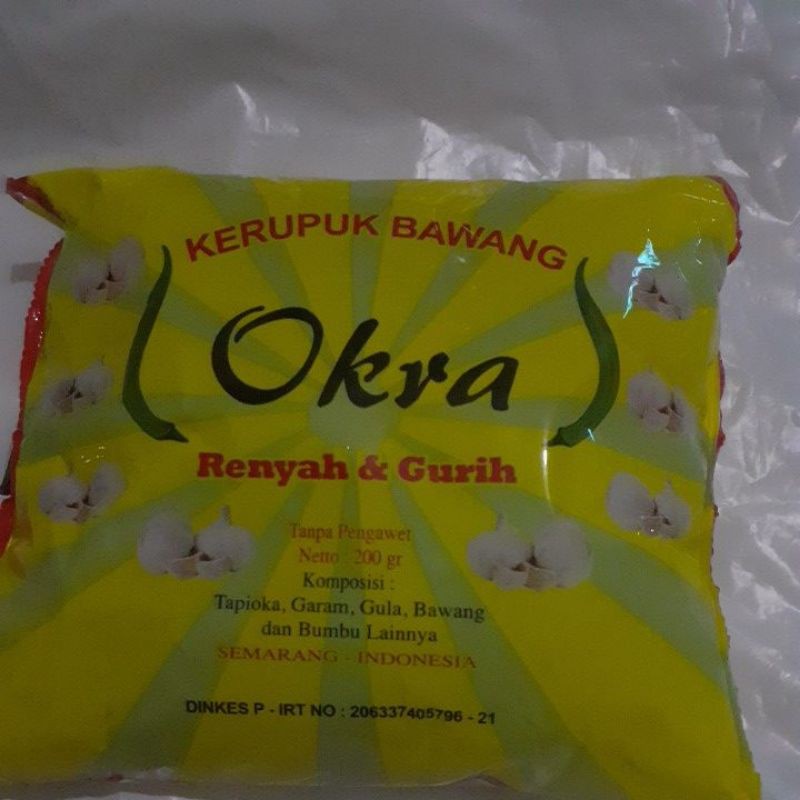 KERUPUK BAWANG
Okra
Renyah & Gurih
Tanpa Pengawet
Netto : 200 gr
Komposisi :
Tapioka, Garam, Gula, Bawang
dan Bumbu Lainnya
SEMARANG - INDONESIA
DINKES P - IRT NO : 206337405796 - 21